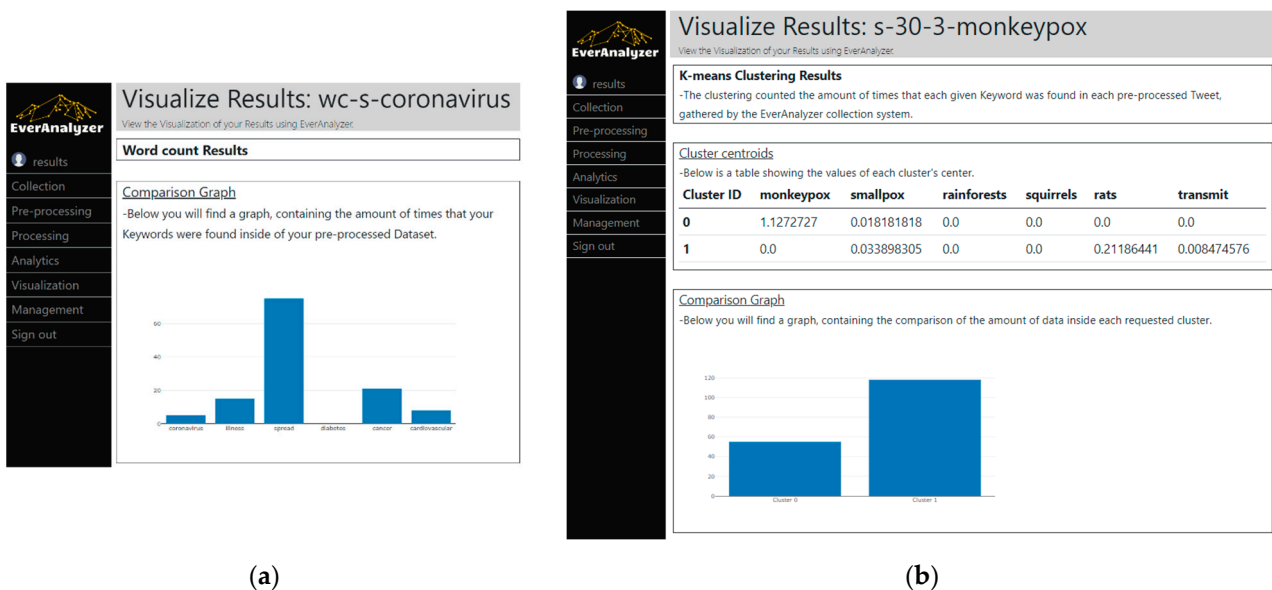 EverAnalyzer
results
Collection
Pre-processing
Processing
Analytics
Visualization
Management
Sign out
Visualize Results: wc-s-coronavirus
View the Visualization of your Results using EverAnalyzer.
Word count Results
Comparison Graph
-Below you will find a graph, containing the amount of times that your
Keywords were found inside of your pre-processed Dataset.
60
40
20
0
coronavirus illness spread diabetes cancer cardiovascular
(a)
EverAnalyzer
results
Collection
Pre-processing
Processing
Analytics
Visualization
Management
Sign out
Visualize Results: s-30-3-monkeypox
View the Visualization of your Results using EverAnalyzer.
K-means Clustering Results
-The clustering counted the amount of times that each given Keyword was found in each pre-processed Tweet,
gathered by the EverAnalyzer collection system.
Cluster centroids
-Below is a table showing the values of each cluster's center.
Cluster ID monkeypox smallpox rainforests squirrels rats transmit
0 1.1272727 0.018181818 0.0 0.0 0.0 0.0
1 0.0 0.033898305 0.0 0.0 0.21186441 0.008474576
Comparison Graph
-Below you will find a graph, containing the comparison of the amount of data inside each requested cluster.
120
100
80
60
40
20
0
Cluster 0 Cluster 1
(b)